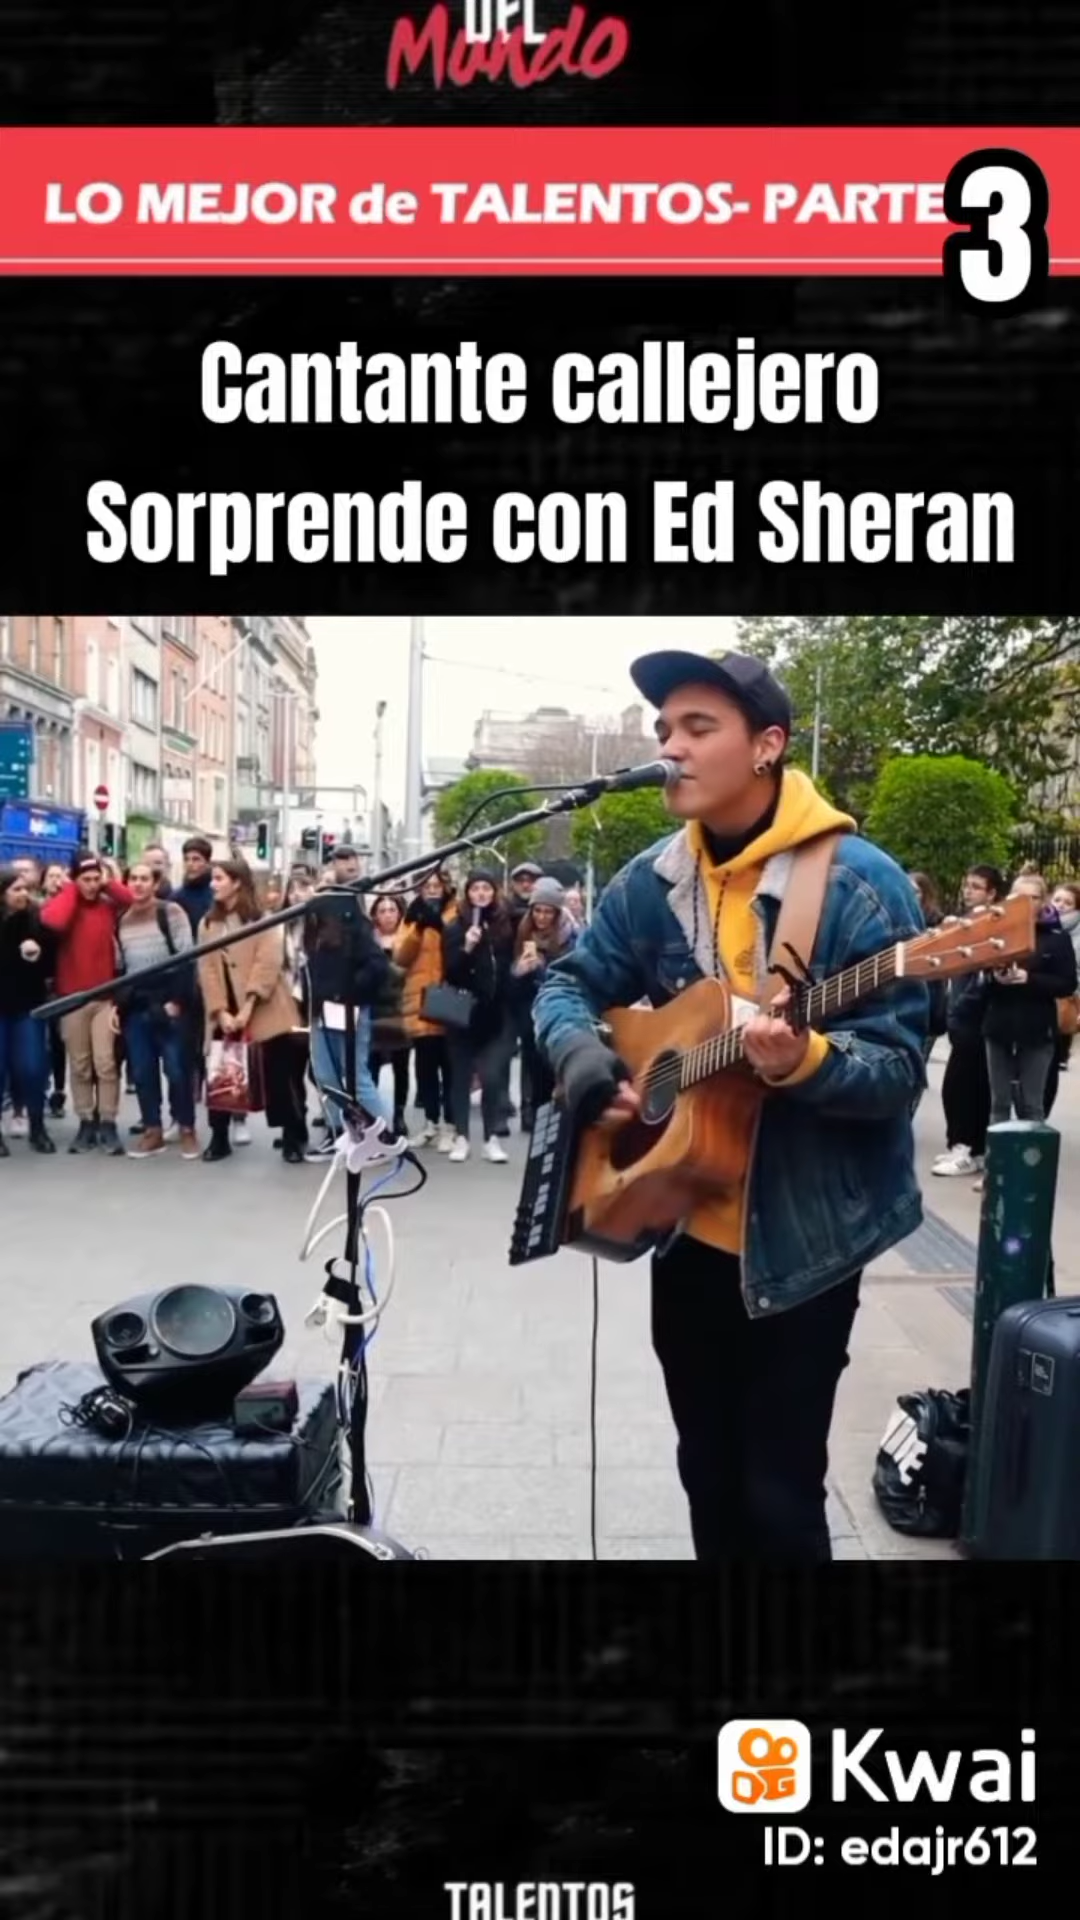 DEL
Mundo
LO MEJOR de TALENTOS- PARTE 3
Cantante callejero
Sorprende con Ed Sheran
Kwai
ID: edajr612
TALENTOS